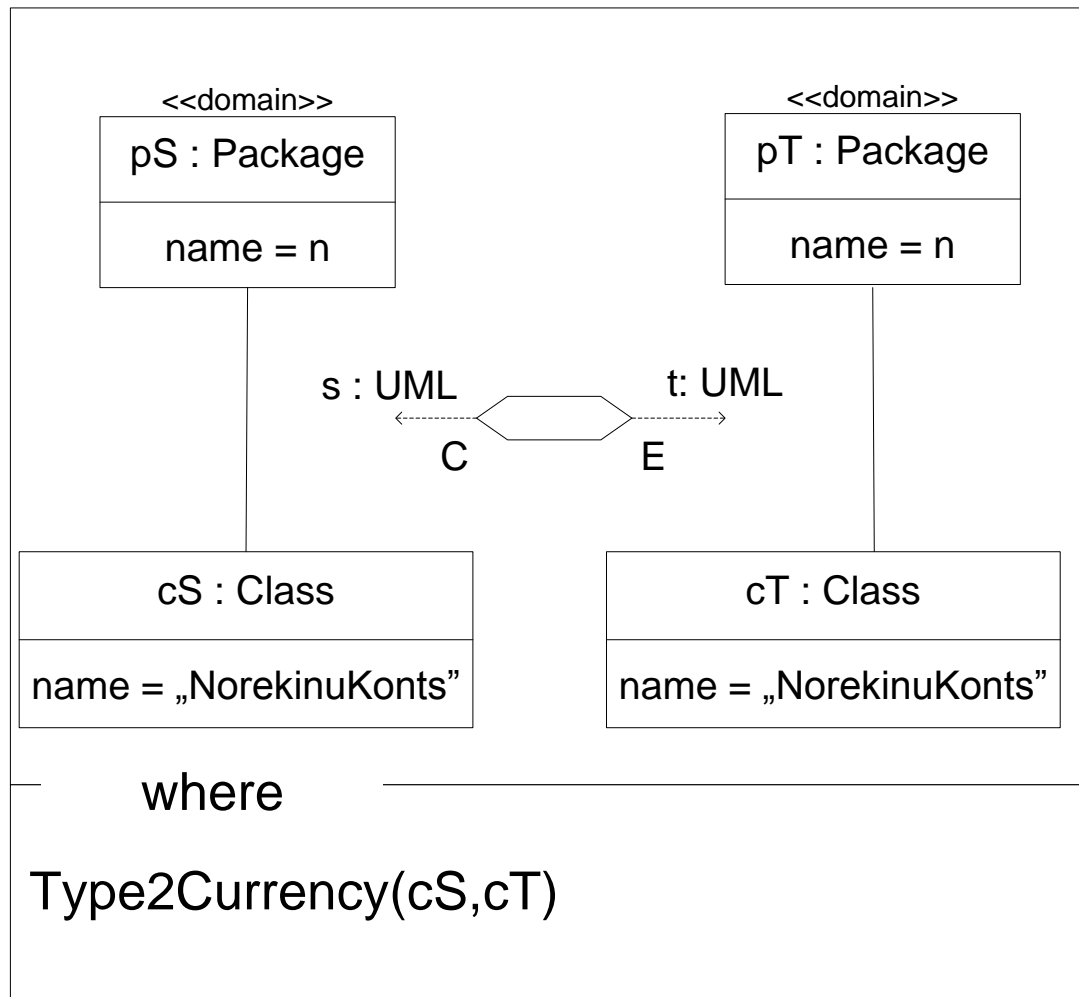 <<domain>>
pS : Package
name = n
<<domain>>
pT : Package
name = n
s : UML
t: UML
C
E
cS : Class
name = „NorekinuKonts”
cT : Class
name = „NorekinuKonts”
where
Type2Currency(cS,cT)